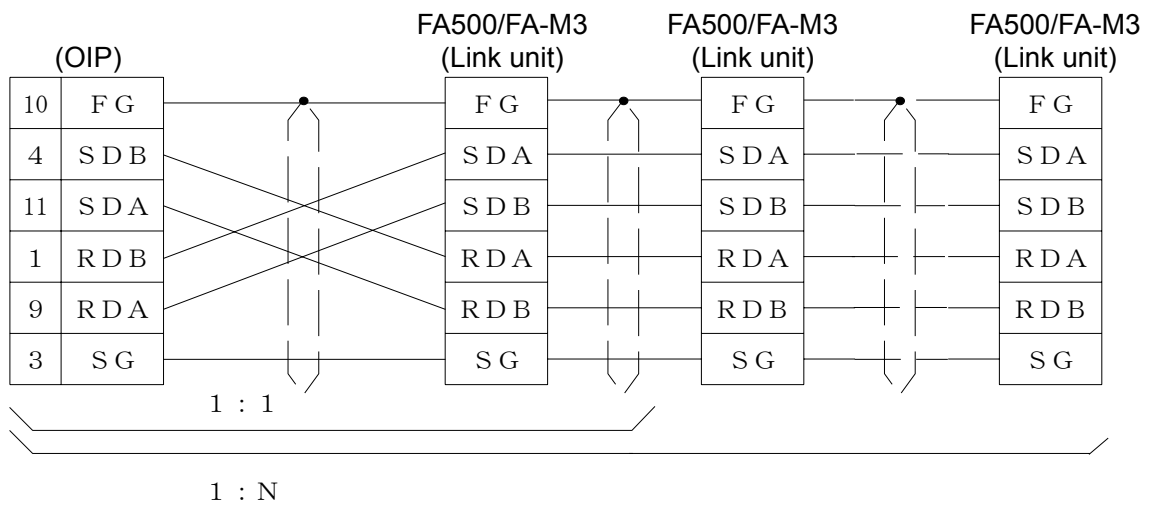 FA500/FA-M3 FA500/FA-M3 FA500/FA-M3
(OIP) (Link unit) (Link unit) (Link unit)
10 FG FG FG FG
4 SDB SDA SDA SDA
11 SDA SDB SDB SDB
1 RDB RDA RDA RDA
9 RDA RDB RDB RDB
3 SG SG SG SG
1 : 1
1 : N